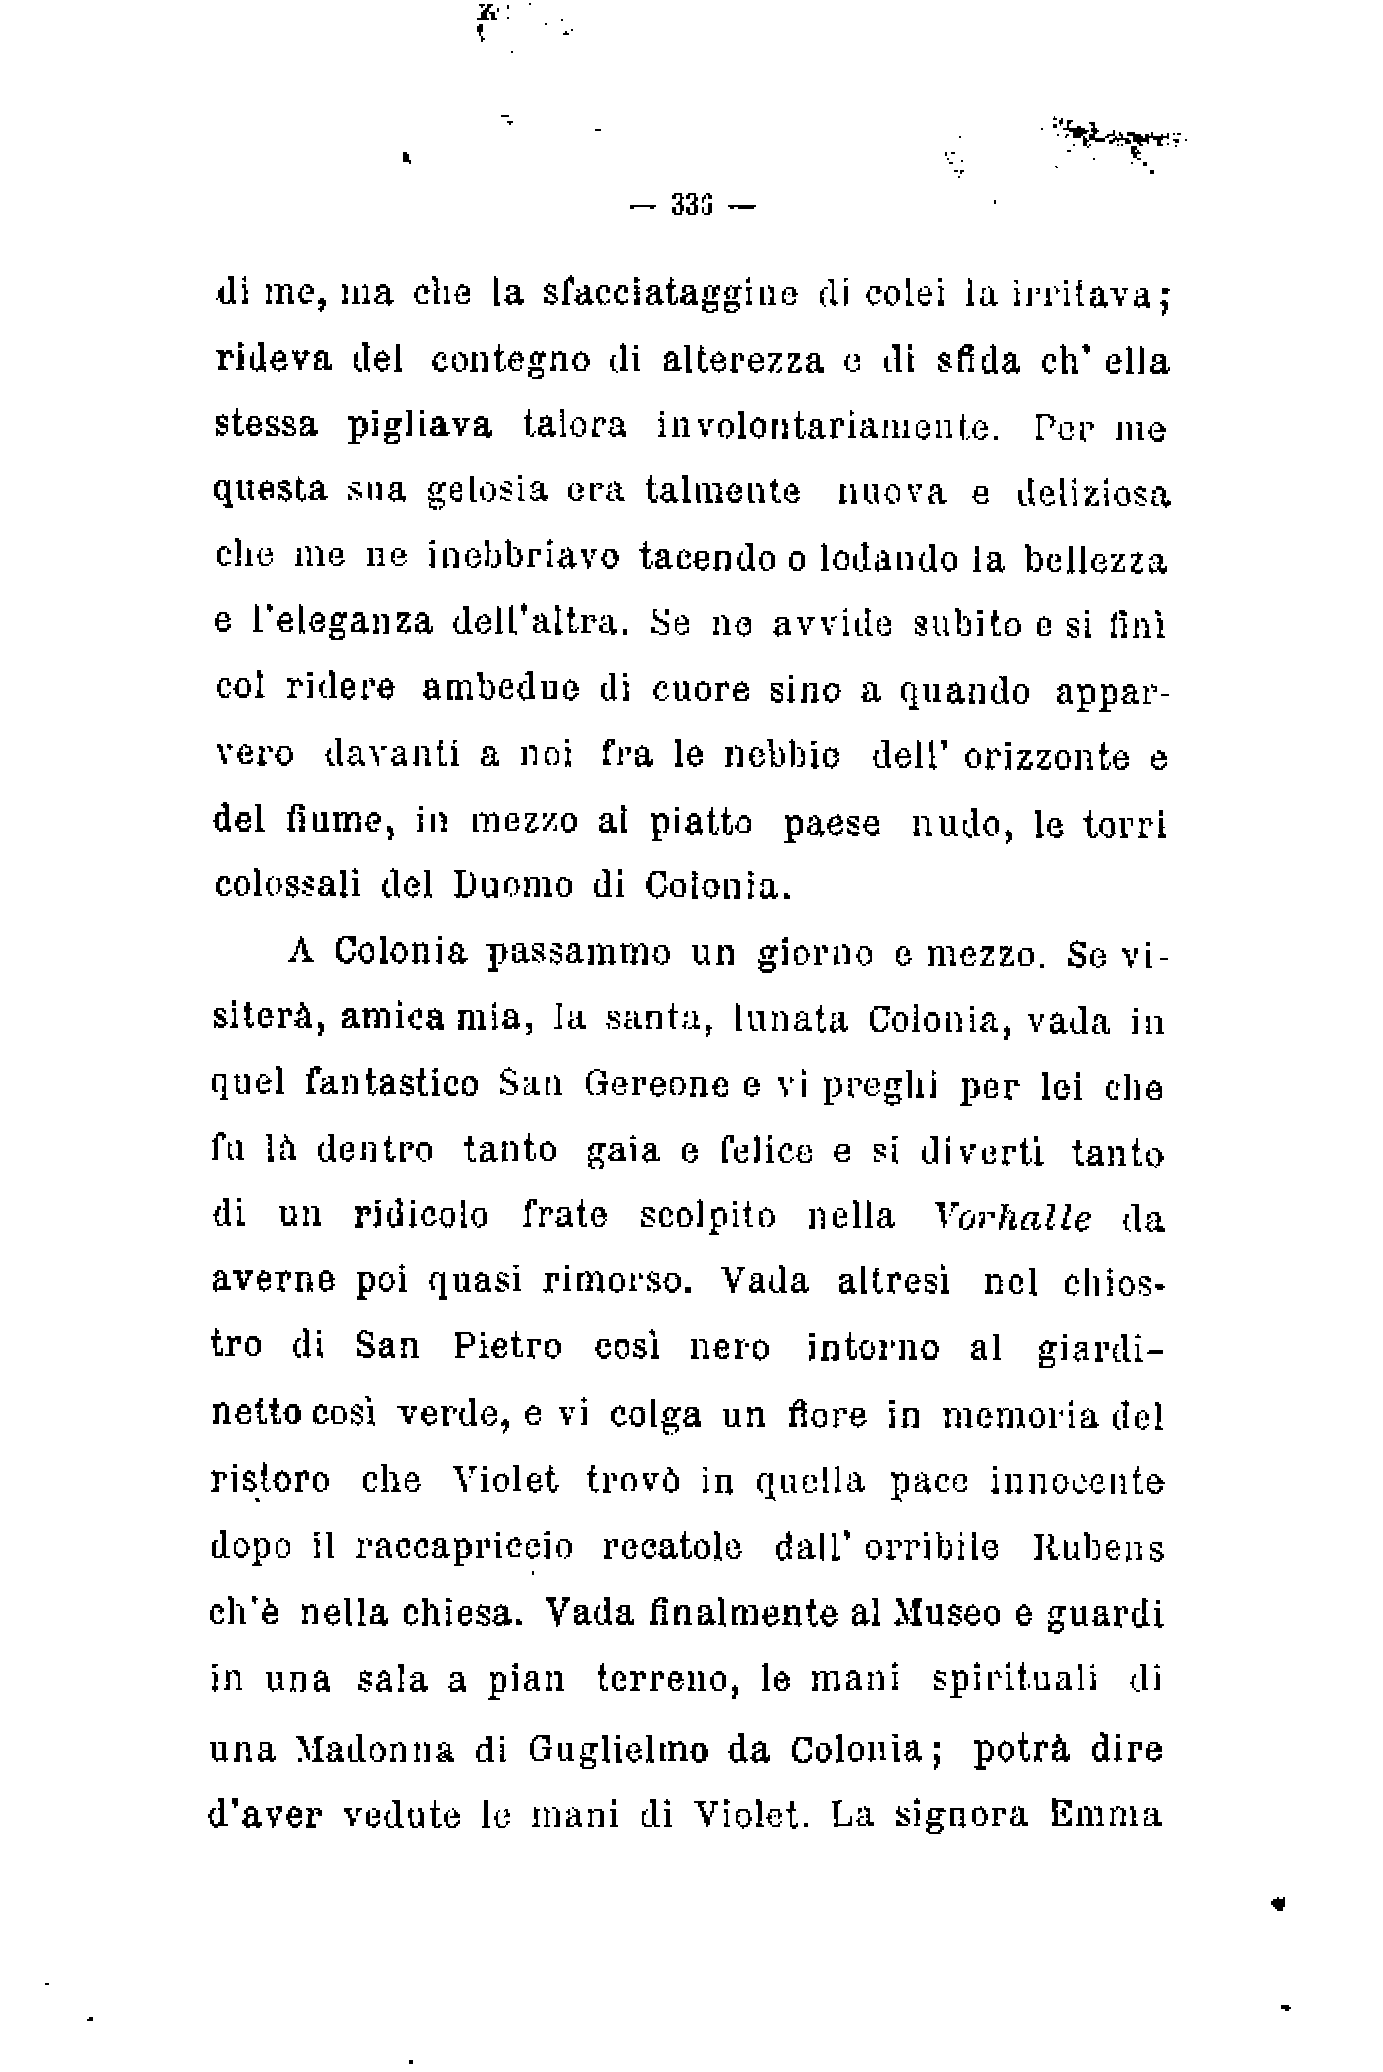 — 336 —
di me, ma che la sfacciataggine di colei la irritava;
rideva del contegno di alterezza e di sfida ch' ella
stessa pigliava talora involontariamente. Per me
questa sua gelosia era talmente nuova e deliziosa
che me ne inebbriavo tacendo o lodando la bellezza
e l'eleganza dell'altra. Se ne avvide subito e si finì
col ridere ambedue di cuore sino a quando appar-
vero davanti a noi fra le nebbie dell' orizzonte e
del fiume, in mezzo al piatto paese nudo, le torri
colossali del Duomo di Colonia.
A Colonia passammo un giorno e mezzo. Se vi-
siterà, amica mia, la santa, lunata Colonia, vada in
quel fantastico San Gereone e vi preghi per lei che
fu là dentro tanto gaia e felice e si divertì tanto
di un ridicolo frate scolpito nella Vorhalle da
averne poi quasi rimorso. Vada altresì nel chios-
tro di San Pietro così nero intorno al giardi-
netto così verde, e vi colga un fiore in memoria del
ristoro che Violet trovò in quella pace innocente
dopo il raccapriccio recatole dall' orribile Rubens
ch'è nella chiesa. Vada finalmente al Museo e guardi
in una sala a pian terreno, le mani spirituali di
una Madonna di Guglielmo da Colonia; potrà dire
d'aver vedute le mani di Violet. La signora Emma